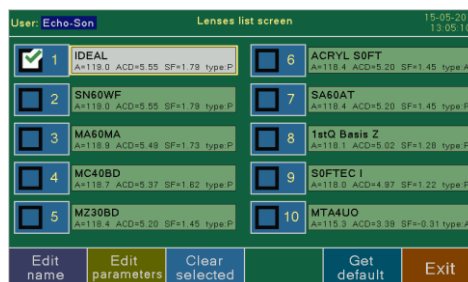 User: Echo-Son
Lenses list screen
15-05-20
13:05:10
1 IDEAL
A=119.0 ACD=5.55 SF=1.79 type:P
2 SN60WF
A=119.0 ACD=5.55 SF=1.79 type:P
3 MA60MA
A=118.9 ACD=5.49 SF=1.73 type:P
4 MC40BD
A=118.7 ACD=5.37 SF=1.62 type:P
5 MZ30BD
A=118.4 ACD=5.20 SF=1.45 type:P
6 ACRYL S0FT
A=118.4 ACD=5.20 SF=1.45 type:A
7 SA60AT
A=118.4 ACD=5.20 SF=1.45 type:P
8 1stQ Basis Z
A=118.1 ACD=5.02 SF=1.28 type:P
9 S0FTEC I
A=118.0 ACD=4.97 SF=1.22 type:P
10 MTA4UO
A=115.3 ACD=3.39 SF=-0.31 type:A
Edit name
Edit parameters
Clear selected
Get default
Exit